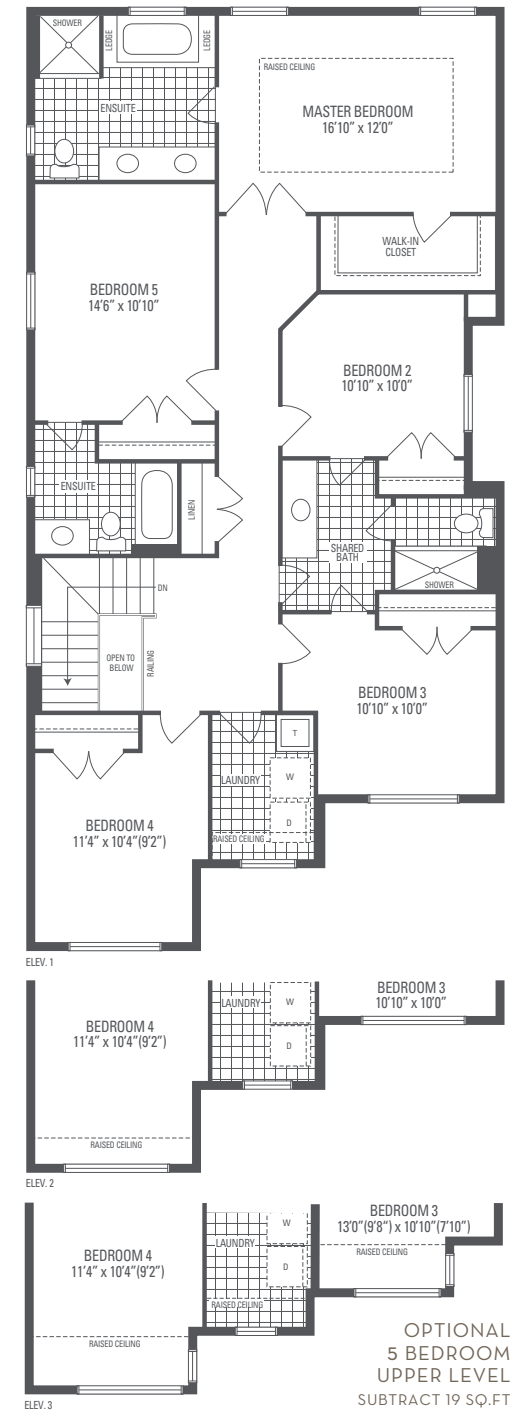 SHOWER
LEDGE
LEDGE
ENSUITE
RAISED CEILING
MASTER BEDROOM
16'10" x 12'0"
WALK-IN
CLOSET
BEDROOM 5
14'6" x 10'10"
BEDROOM 2
10'10" x 10'0"
ENSUITE
LINEN
SHARED
BATH
SHOWER
DN
OPEN TO
BELOW
RAILING
BEDROOM 3
10'10" x 10'0"
T
LAUNDRY
W
D
RAISED CEILING
BEDROOM 4
11'4" x 10'4"(9'2")
ELEV. 1
BEDROOM 3
10'10" x 10'0"
LAUNDRY
W
D
BEDROOM 4
11'4" x 10'4"(9'2")
RAISED CEILING
ELEV. 2
BEDROOM 3
13'0"(9'8") x 10'10"(7'10")
RAISED CEILING
W
LAUNDRY
D
RAISED CEILING
BEDROOM 4
11'4" x 10'4"(9'2")
RAISED CEILING
ELEV. 3
OPTIONAL
5 BEDROOM
UPPER LEVEL
SUBTRACT 19 SQ.FT